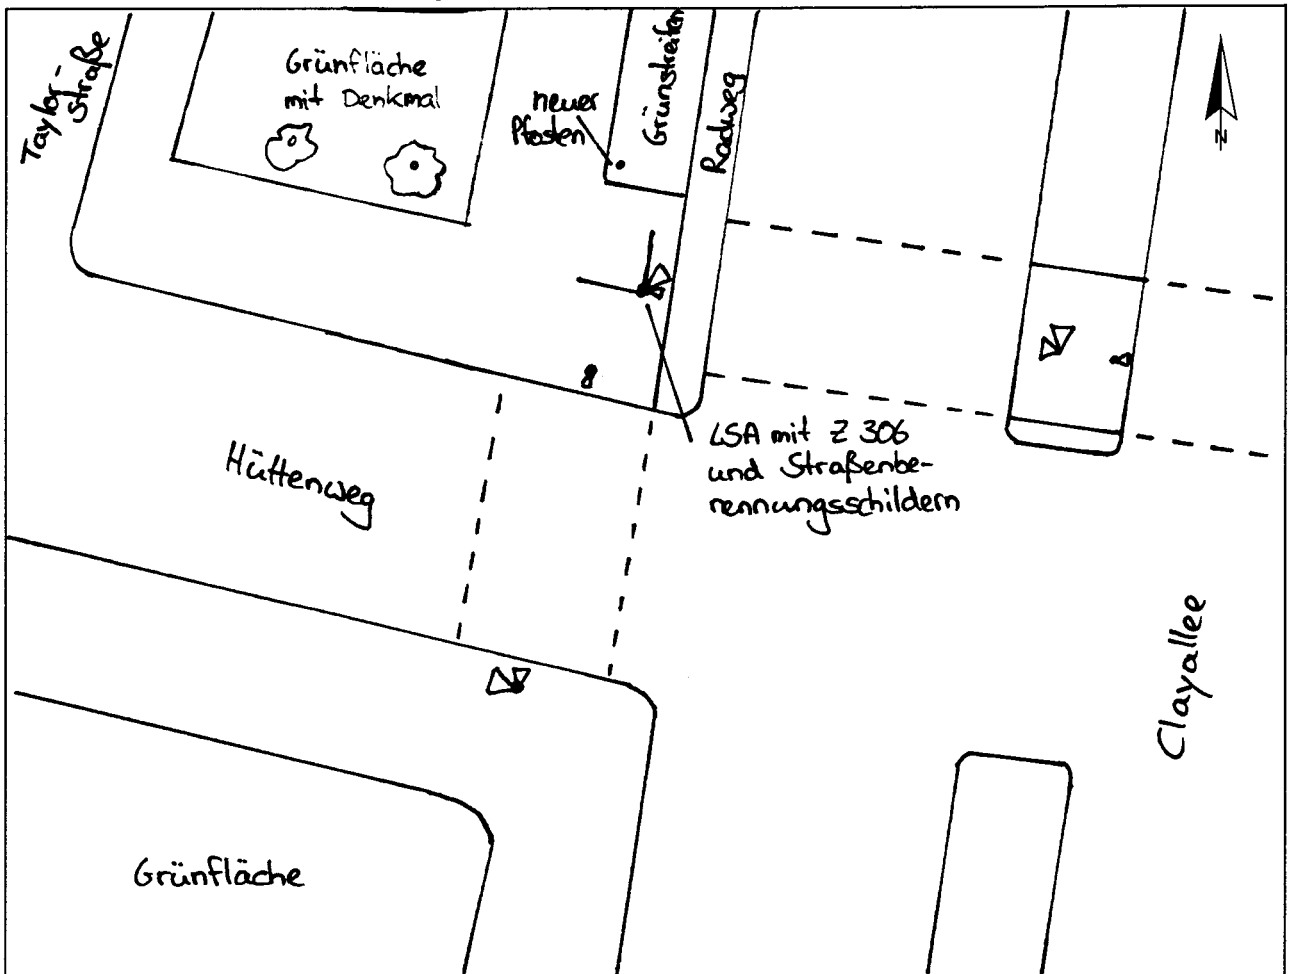 Taylor-
Straße
Grünfläche
mit Denkmal
neuer
Pfosten
Grünstreifen
Radweg
N
LSA mit Z 306
und Straßenbe-
nennungsschildern
Hüttenweg
Clayallee
Grünfläche